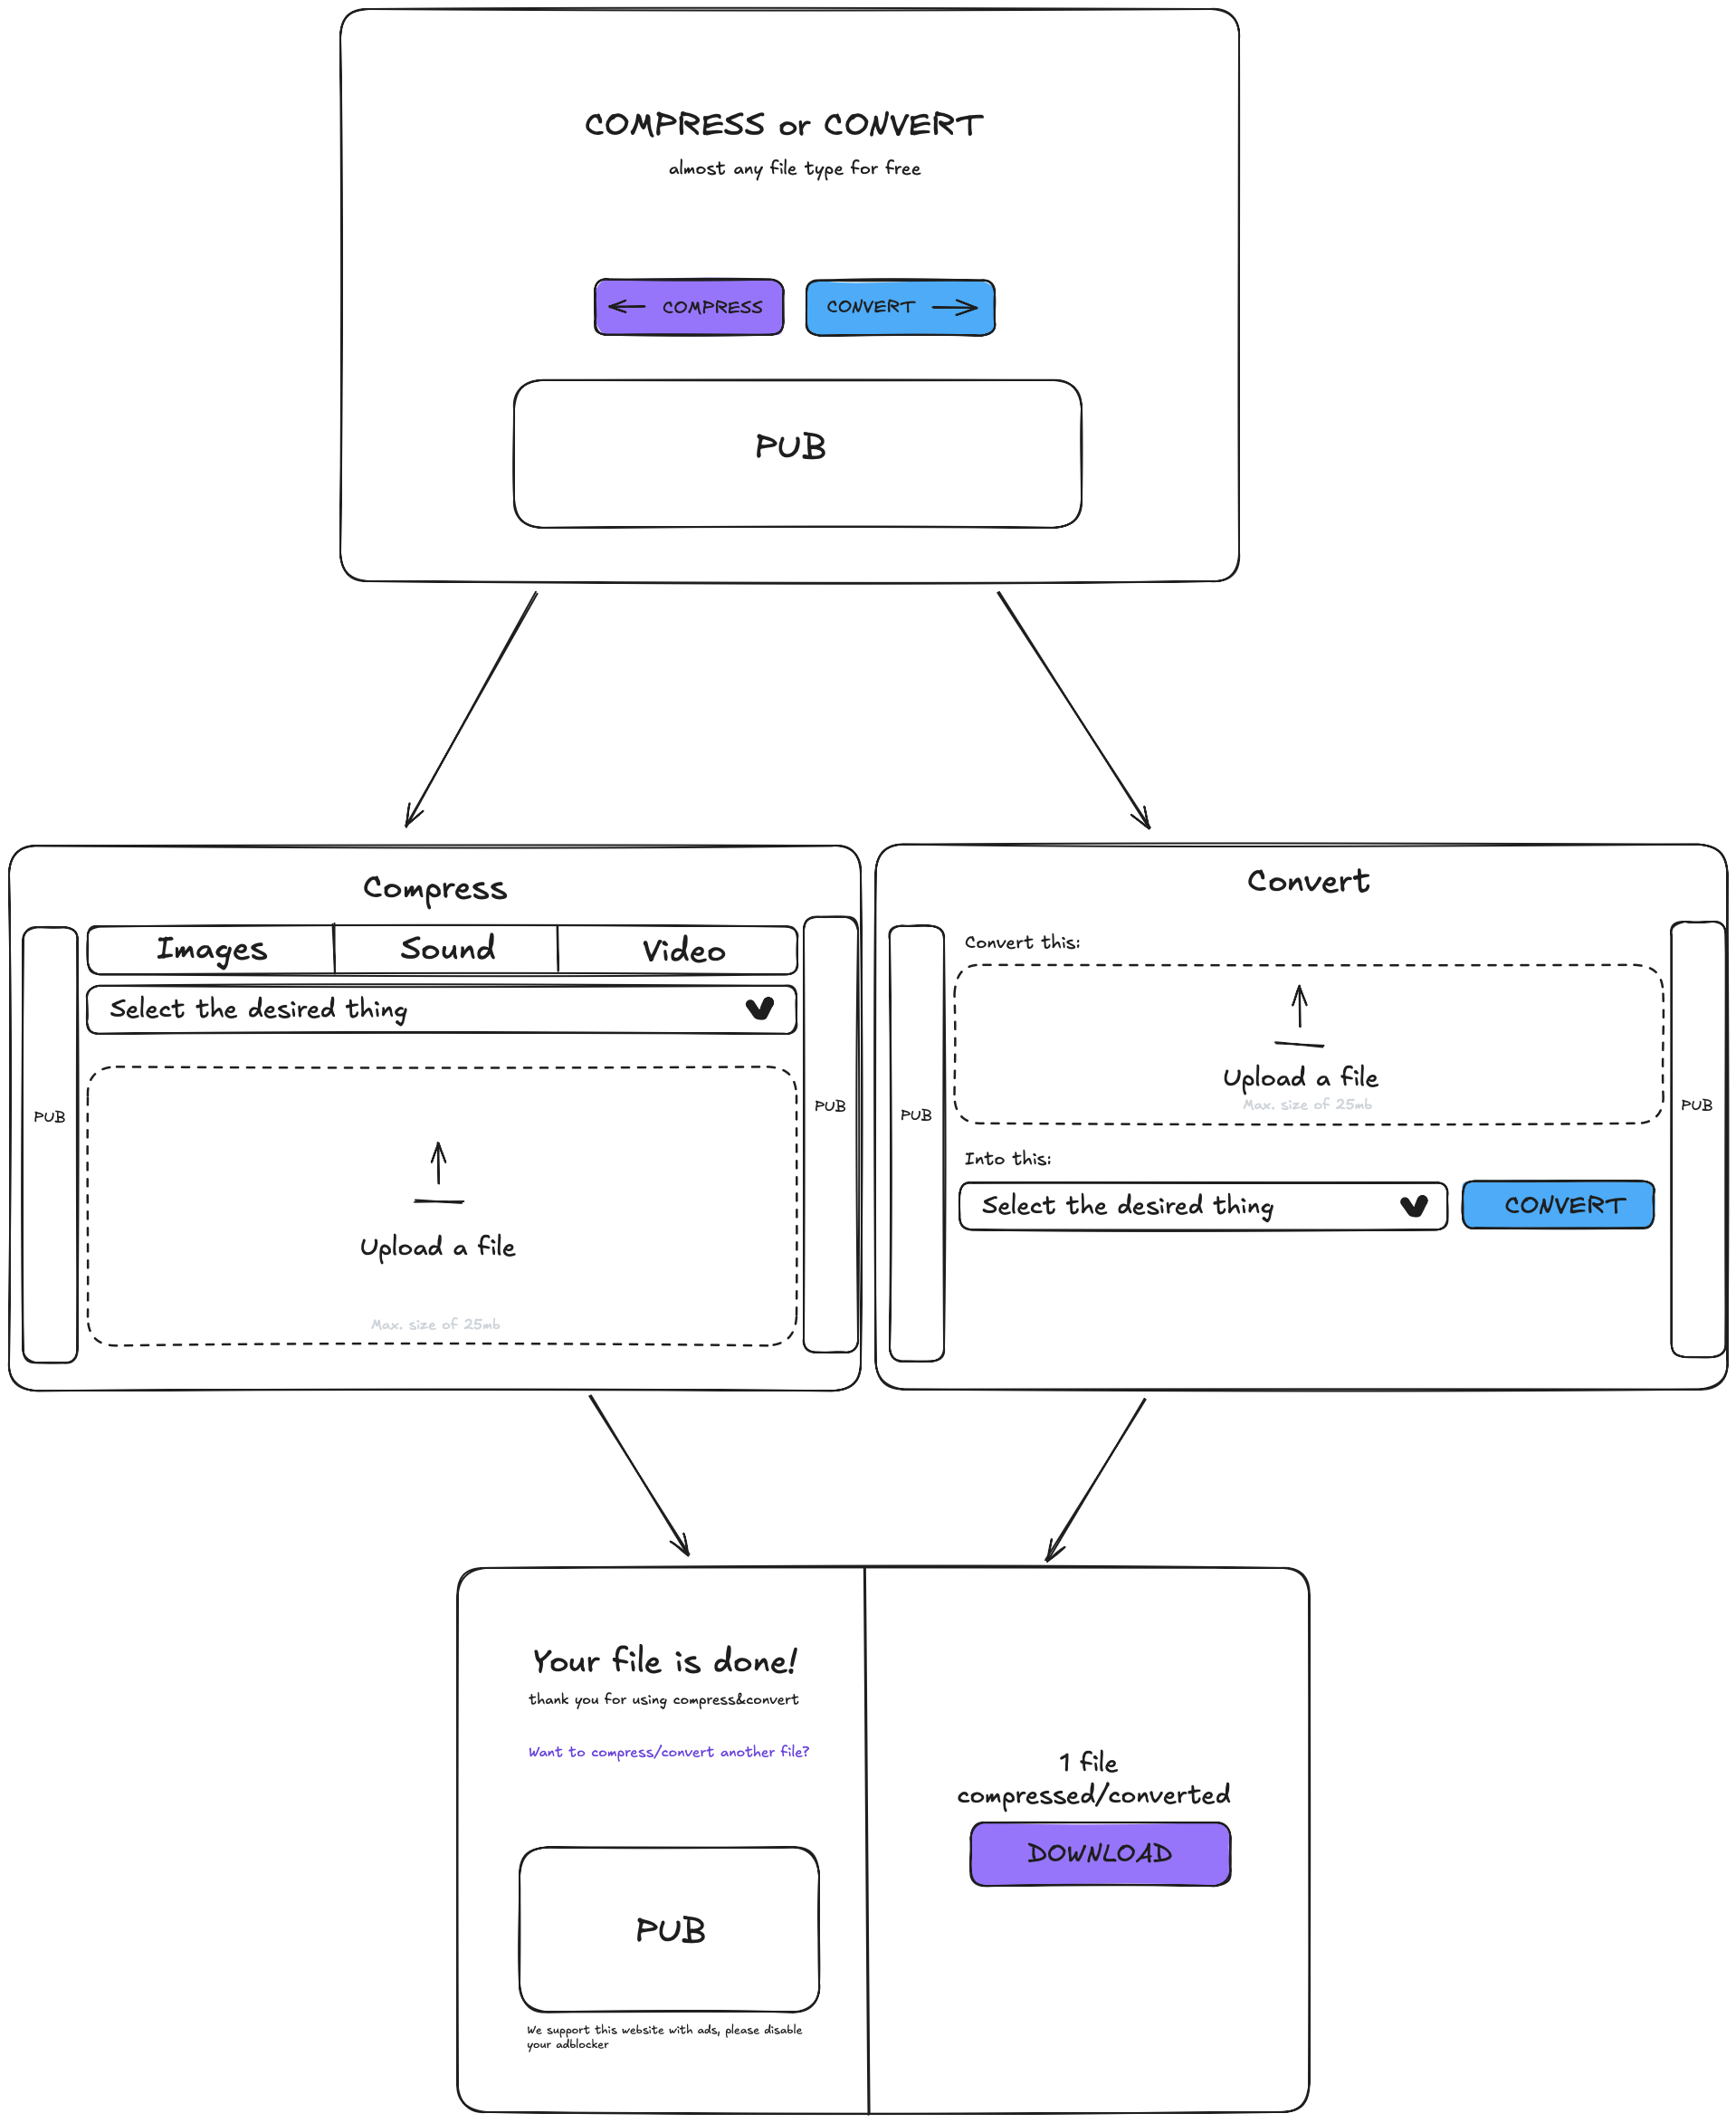 COMPRESS or CONVERT
almost any file type for free
COMPRESS
CONVERT
PUB
Compress
Images
Sound
Video
Select the desired thing
PUB
PUB
Upload a file
Max. size of 25mb
Convert
Convert this:
Upload a file
Max. size of 25mb
PUB
PUB
Into this:
Select the desired thing
CONVERT
Your file is done!
thank you for using compress&convert
Want to compress/convert another file?
PUB
We support this website with ads, please disable
your adblocker
1 file
compressed/converted
DOWNLOAD